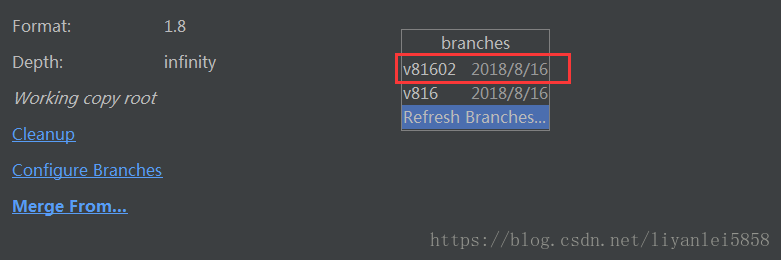 Format: 1.8
Depth: infinity
Working copy root
Cleanup
Configure Branches
Merge From...
branches
v81602 2018/8/16
v816 2018/8/16
Refresh Branches...
https://blog.csdn.net/liyanlei5858